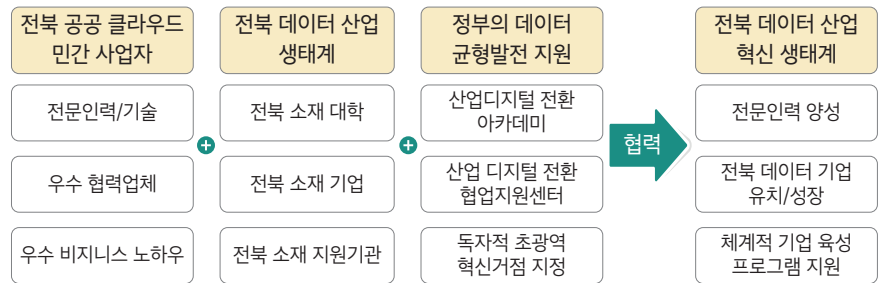 전북 공공 클라우드
민간 사업자
전문인력/기술
우수 협력업체
우수 비지니스 노하우
전북 데이터 산업
생태계
전북 소재 대학
전북 소재 기업
전북 소재 지원기관
정부의 데이터
균형발전 지원
산업디지털 전환
아카데미
산업 디지털 전환
협업지원센터
독자적 초광역
혁신거점 지정
협력
전북 데이터 산업
혁신 생태계
전문인력 양성
전북 데이터 기업
유치/성장
체계적 기업 육성
프로그램 지원